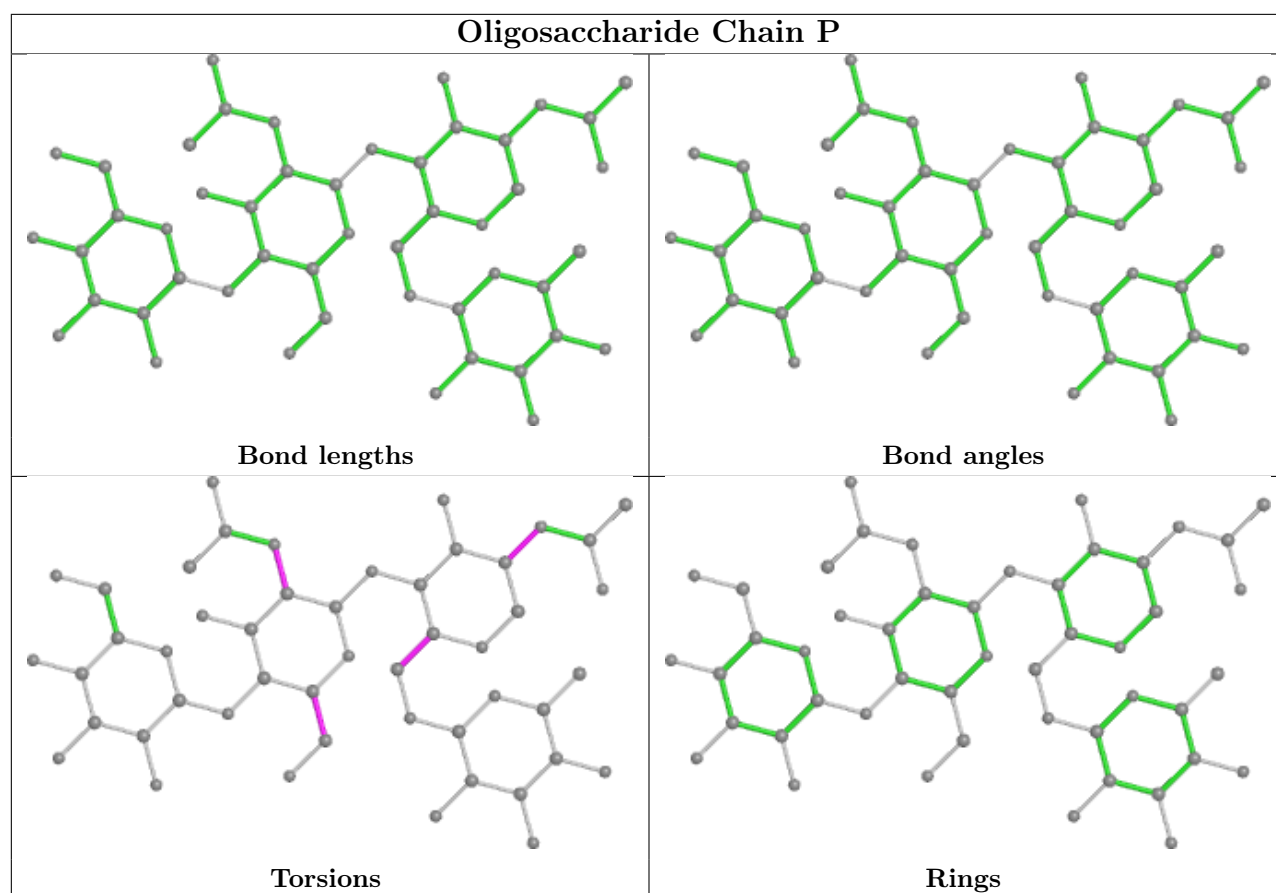 Oligosaccharide Chain P
Bond lengths
Bond angles
Torsions
Rings